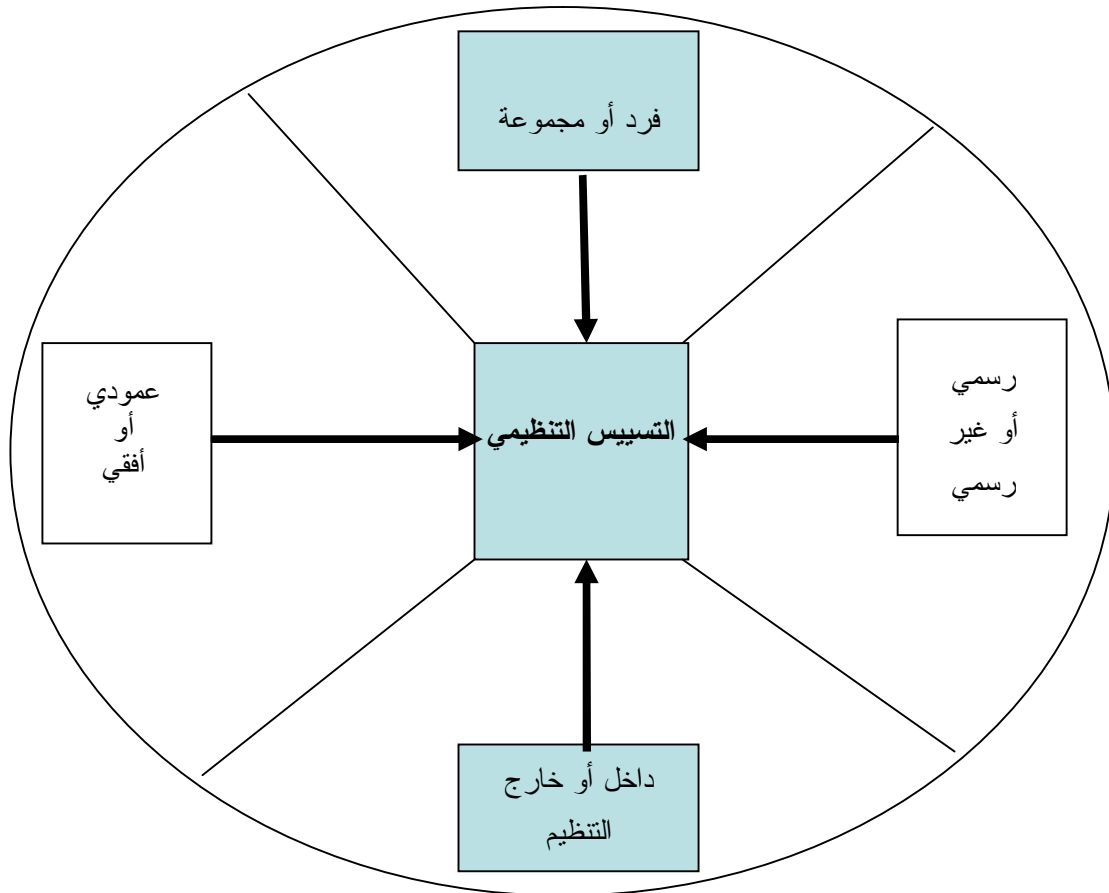 فرد أو مجموعة
رسمي
أو غير
رسمي
التسييس التنظيمي
عمودي
أو
أفقي
داخل أو خارج
التنظيم